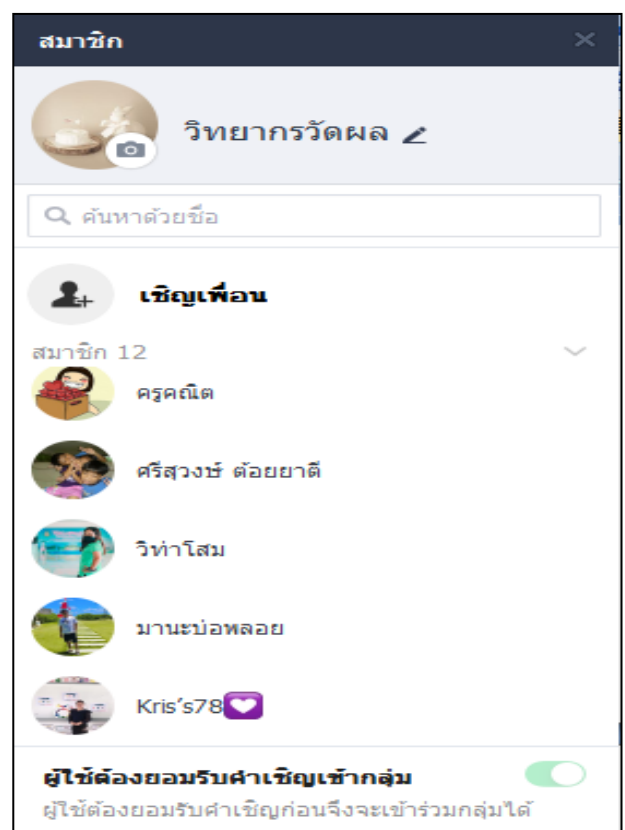 สมาชิก
วิทยากรวัดผล
ค้นหาด้วยชื่อ
เชิญเพื่อน
สมาชิก 12
ครูคณิต
ศรีสุวงษ์ ต้อยยาตี
วิท่าโสม
มานะบ่อพลอย
Kris's78💟
ผู้ใช้ต้องยอมรับคำเชิญเข้ากลุ่ม
ผู้ใช้ต้องยอมรับคำเชิญก่อนจึงจะเข้าร่วมกลุ่มได้